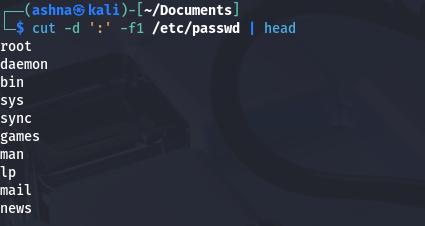 ┌──(ashna㉿kali)-[~/Documents]
└─$ cut -d ':' -f1 /etc/passwd | head
root
daemon
bin
sys
sync
games
man
lp
mail
news